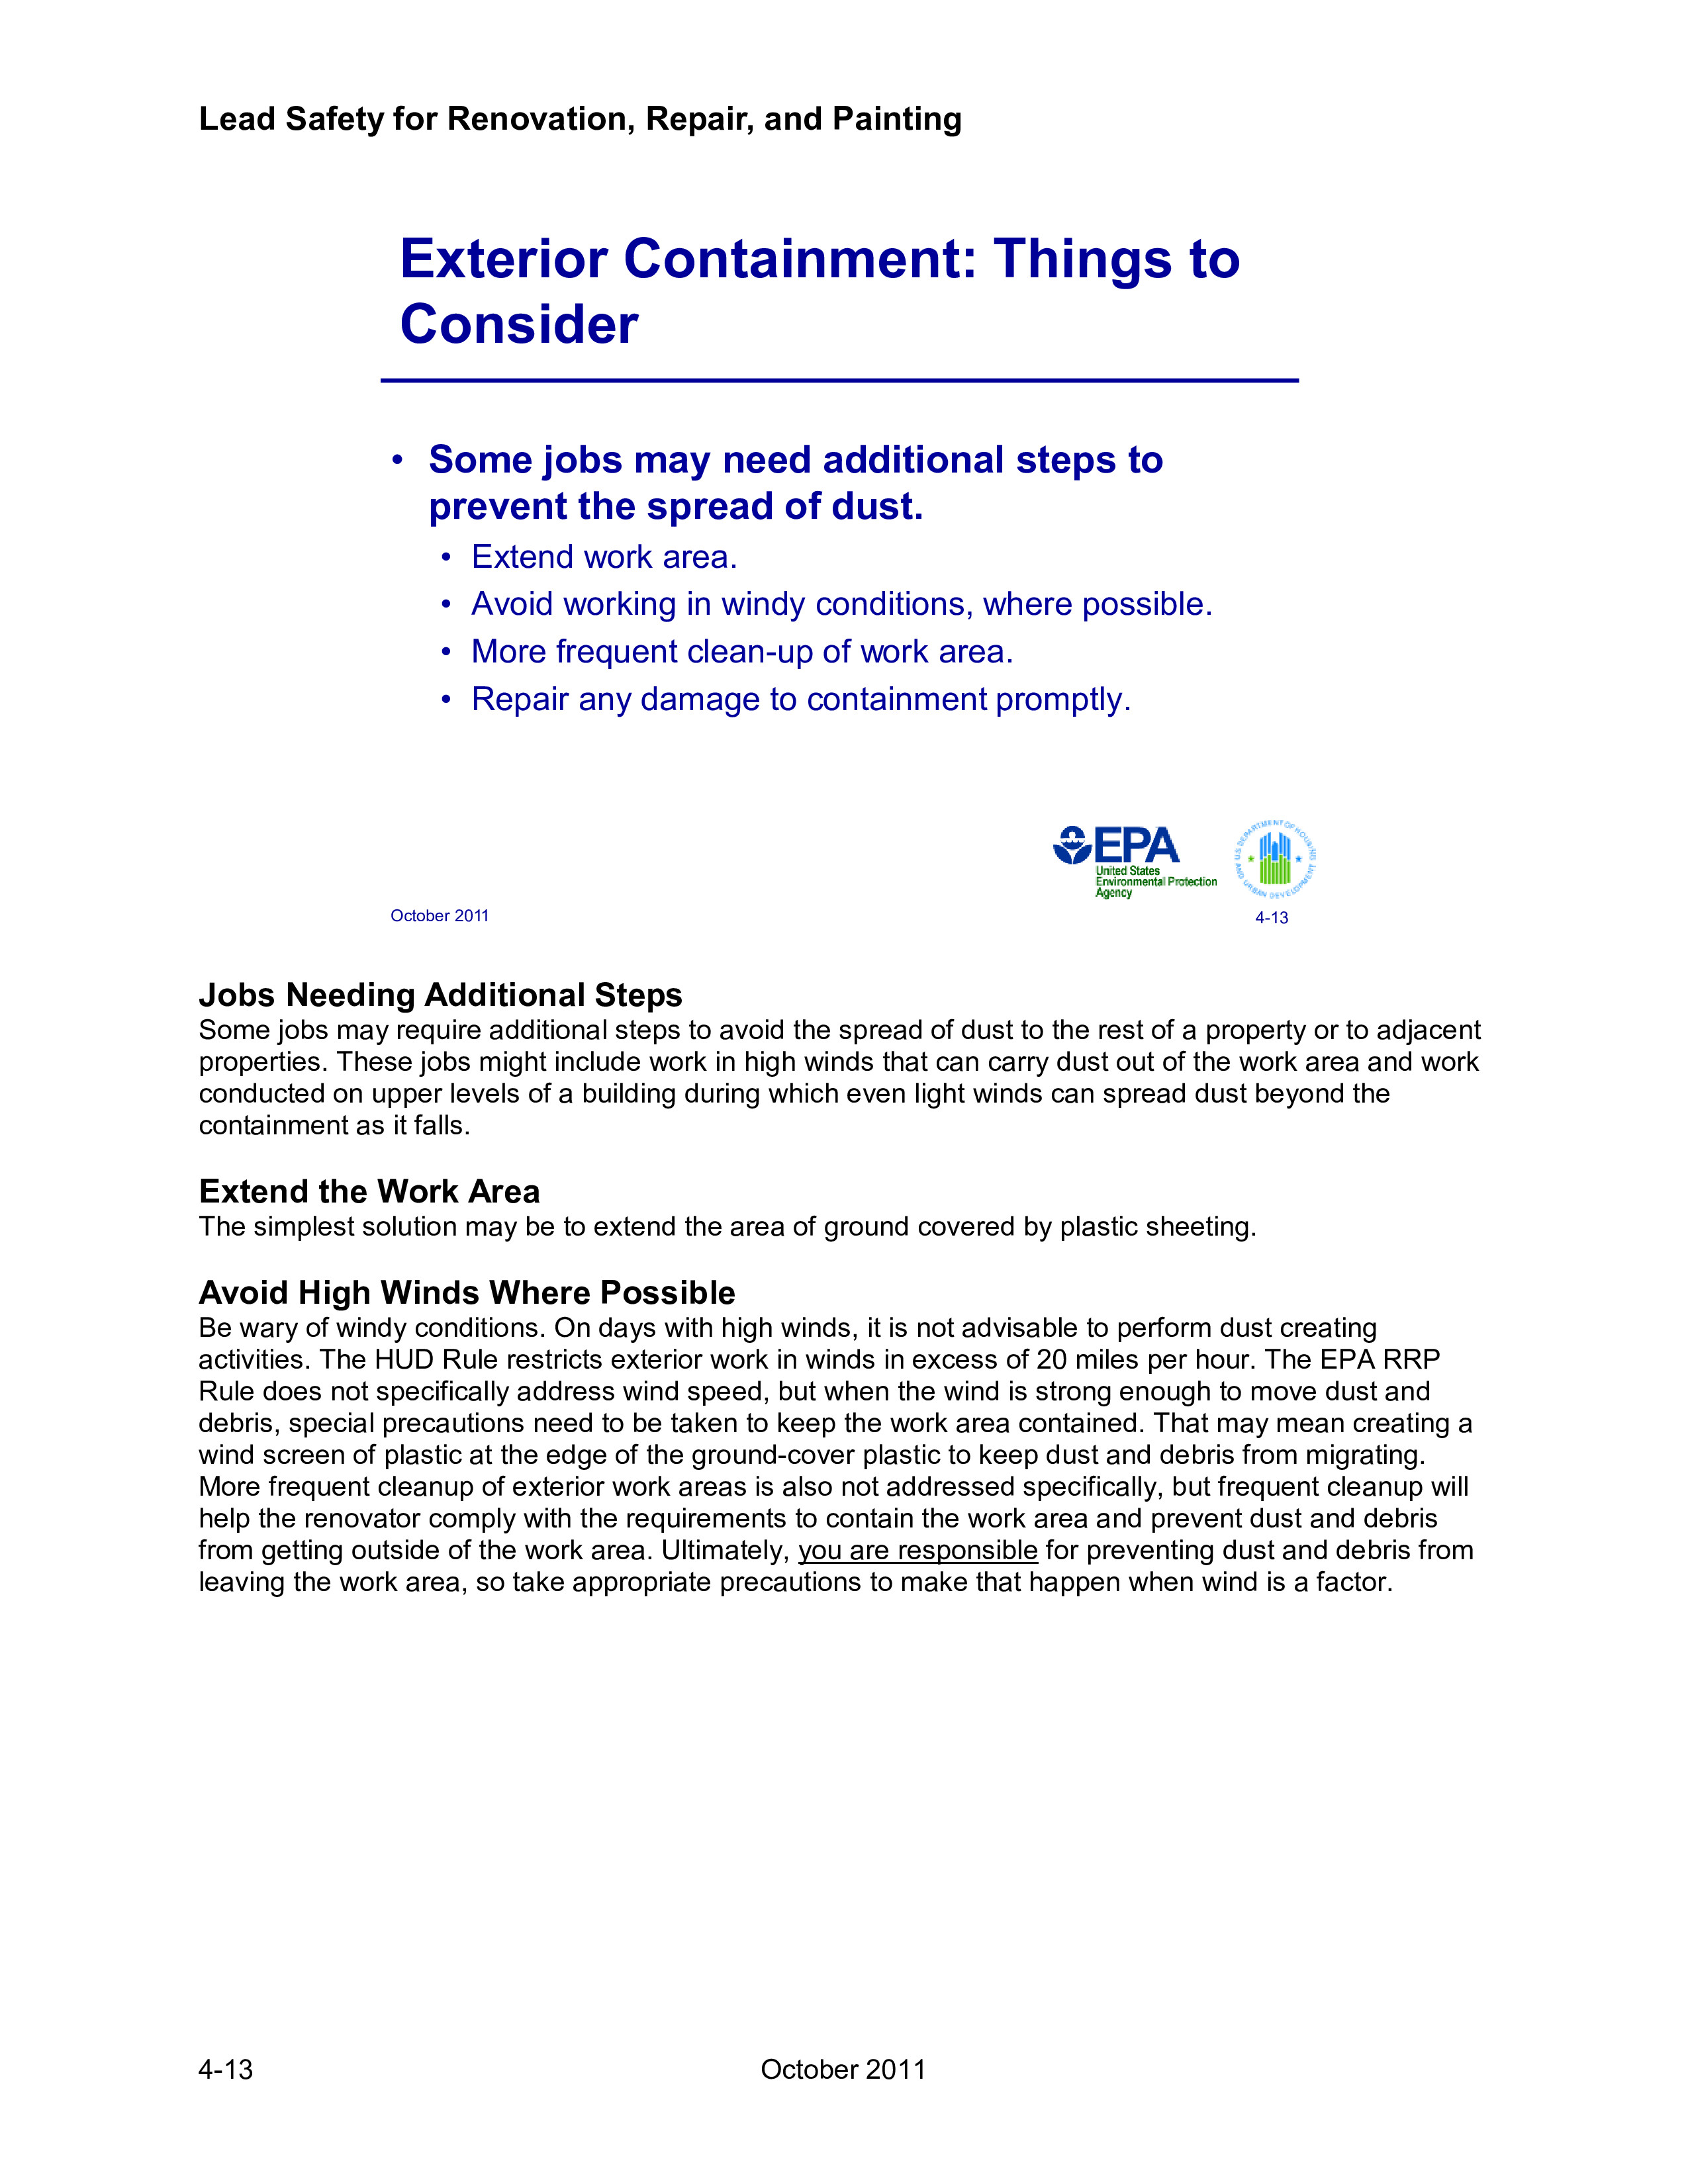 Lead Safety for Renovation, Repair, and Painting
Exterior Containment: Things to
Consider
• Some jobs may need additional steps to
prevent the spread of dust.
• Extend work area.
• Avoid working in windy conditions, where possible.
• More frequent clean-up of work area.
• Repair any damage to containment promptly.
EPA
United States
Environmental Protection
Agency
U.S. DEPARTMENT OF HOUSING
AND URBAN DEVELOPMENT
October 2011
4-13
Jobs Needing Additional Steps
Some jobs may require additional steps to avoid the spread of dust to the rest of a property or to adjacent
properties. These jobs might include work in high winds that can carry dust out of the work area and work
conducted on upper levels of a building during which even light winds can spread dust beyond the
containment as it falls.
Extend the Work Area
The simplest solution may be to extend the area of ground covered by plastic sheeting.
Avoid High Winds Where Possible
Be wary of windy conditions. On days with high winds, it is not advisable to perform dust creating
activities. The HUD Rule restricts exterior work in winds in excess of 20 miles per hour. The EPA RRP
Rule does not specifically address wind speed, but when the wind is strong enough to move dust and
debris, special precautions need to be taken to keep the work area contained. That may mean creating a
wind screen of plastic at the edge of the ground-cover plastic to keep dust and debris from migrating.
More frequent cleanup of exterior work areas is also not addressed specifically, but frequent cleanup will
help the renovator comply with the requirements to contain the work area and prevent dust and debris
from getting outside of the work area. Ultimately, you are responsible for preventing dust and debris from
leaving the work area, so take appropriate precautions to make that happen when wind is a factor.
4-13
October 2011